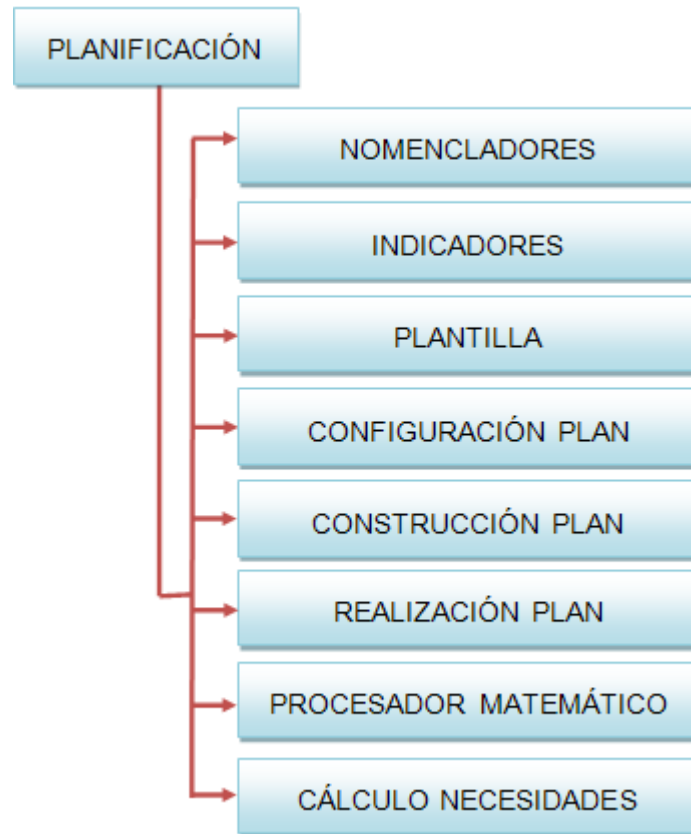 PLANIFICACIÓN
NOMENCLADORES
INDICADORES
PLANTILLA
CONFIGURACIÓN PLAN
CONSTRUCCIÓN PLAN
REALIZACIÓN PLAN
PROCESADOR MATEMÁTICO
CÁLCULO NECESIDADES